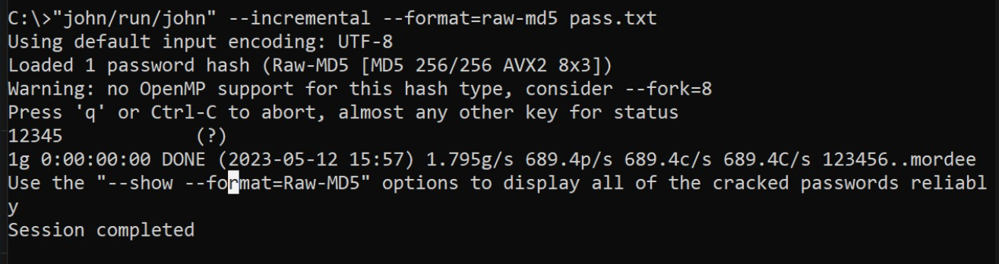 C:\>"john/run/john" --incremental --format=raw-md5 pass.txt
Using default input encoding: UTF-8
Loaded 1 password hash (Raw-MD5 [MD5 256/256 AVX2 8x3])
Warning: no OpenMP support for this hash type, consider --fork=8
Press 'q' or Ctrl-C to abort, almost any other key for status
12345            (?)
1g 0:00:00:00 DONE (2023-05-12 15:57) 1.795g/s 689.4p/s 689.4c/s 689.4C/s 123456..mordee
Use the "--show --format=Raw-MD5" options to display all of the cracked passwords reliabl
y
Session completed